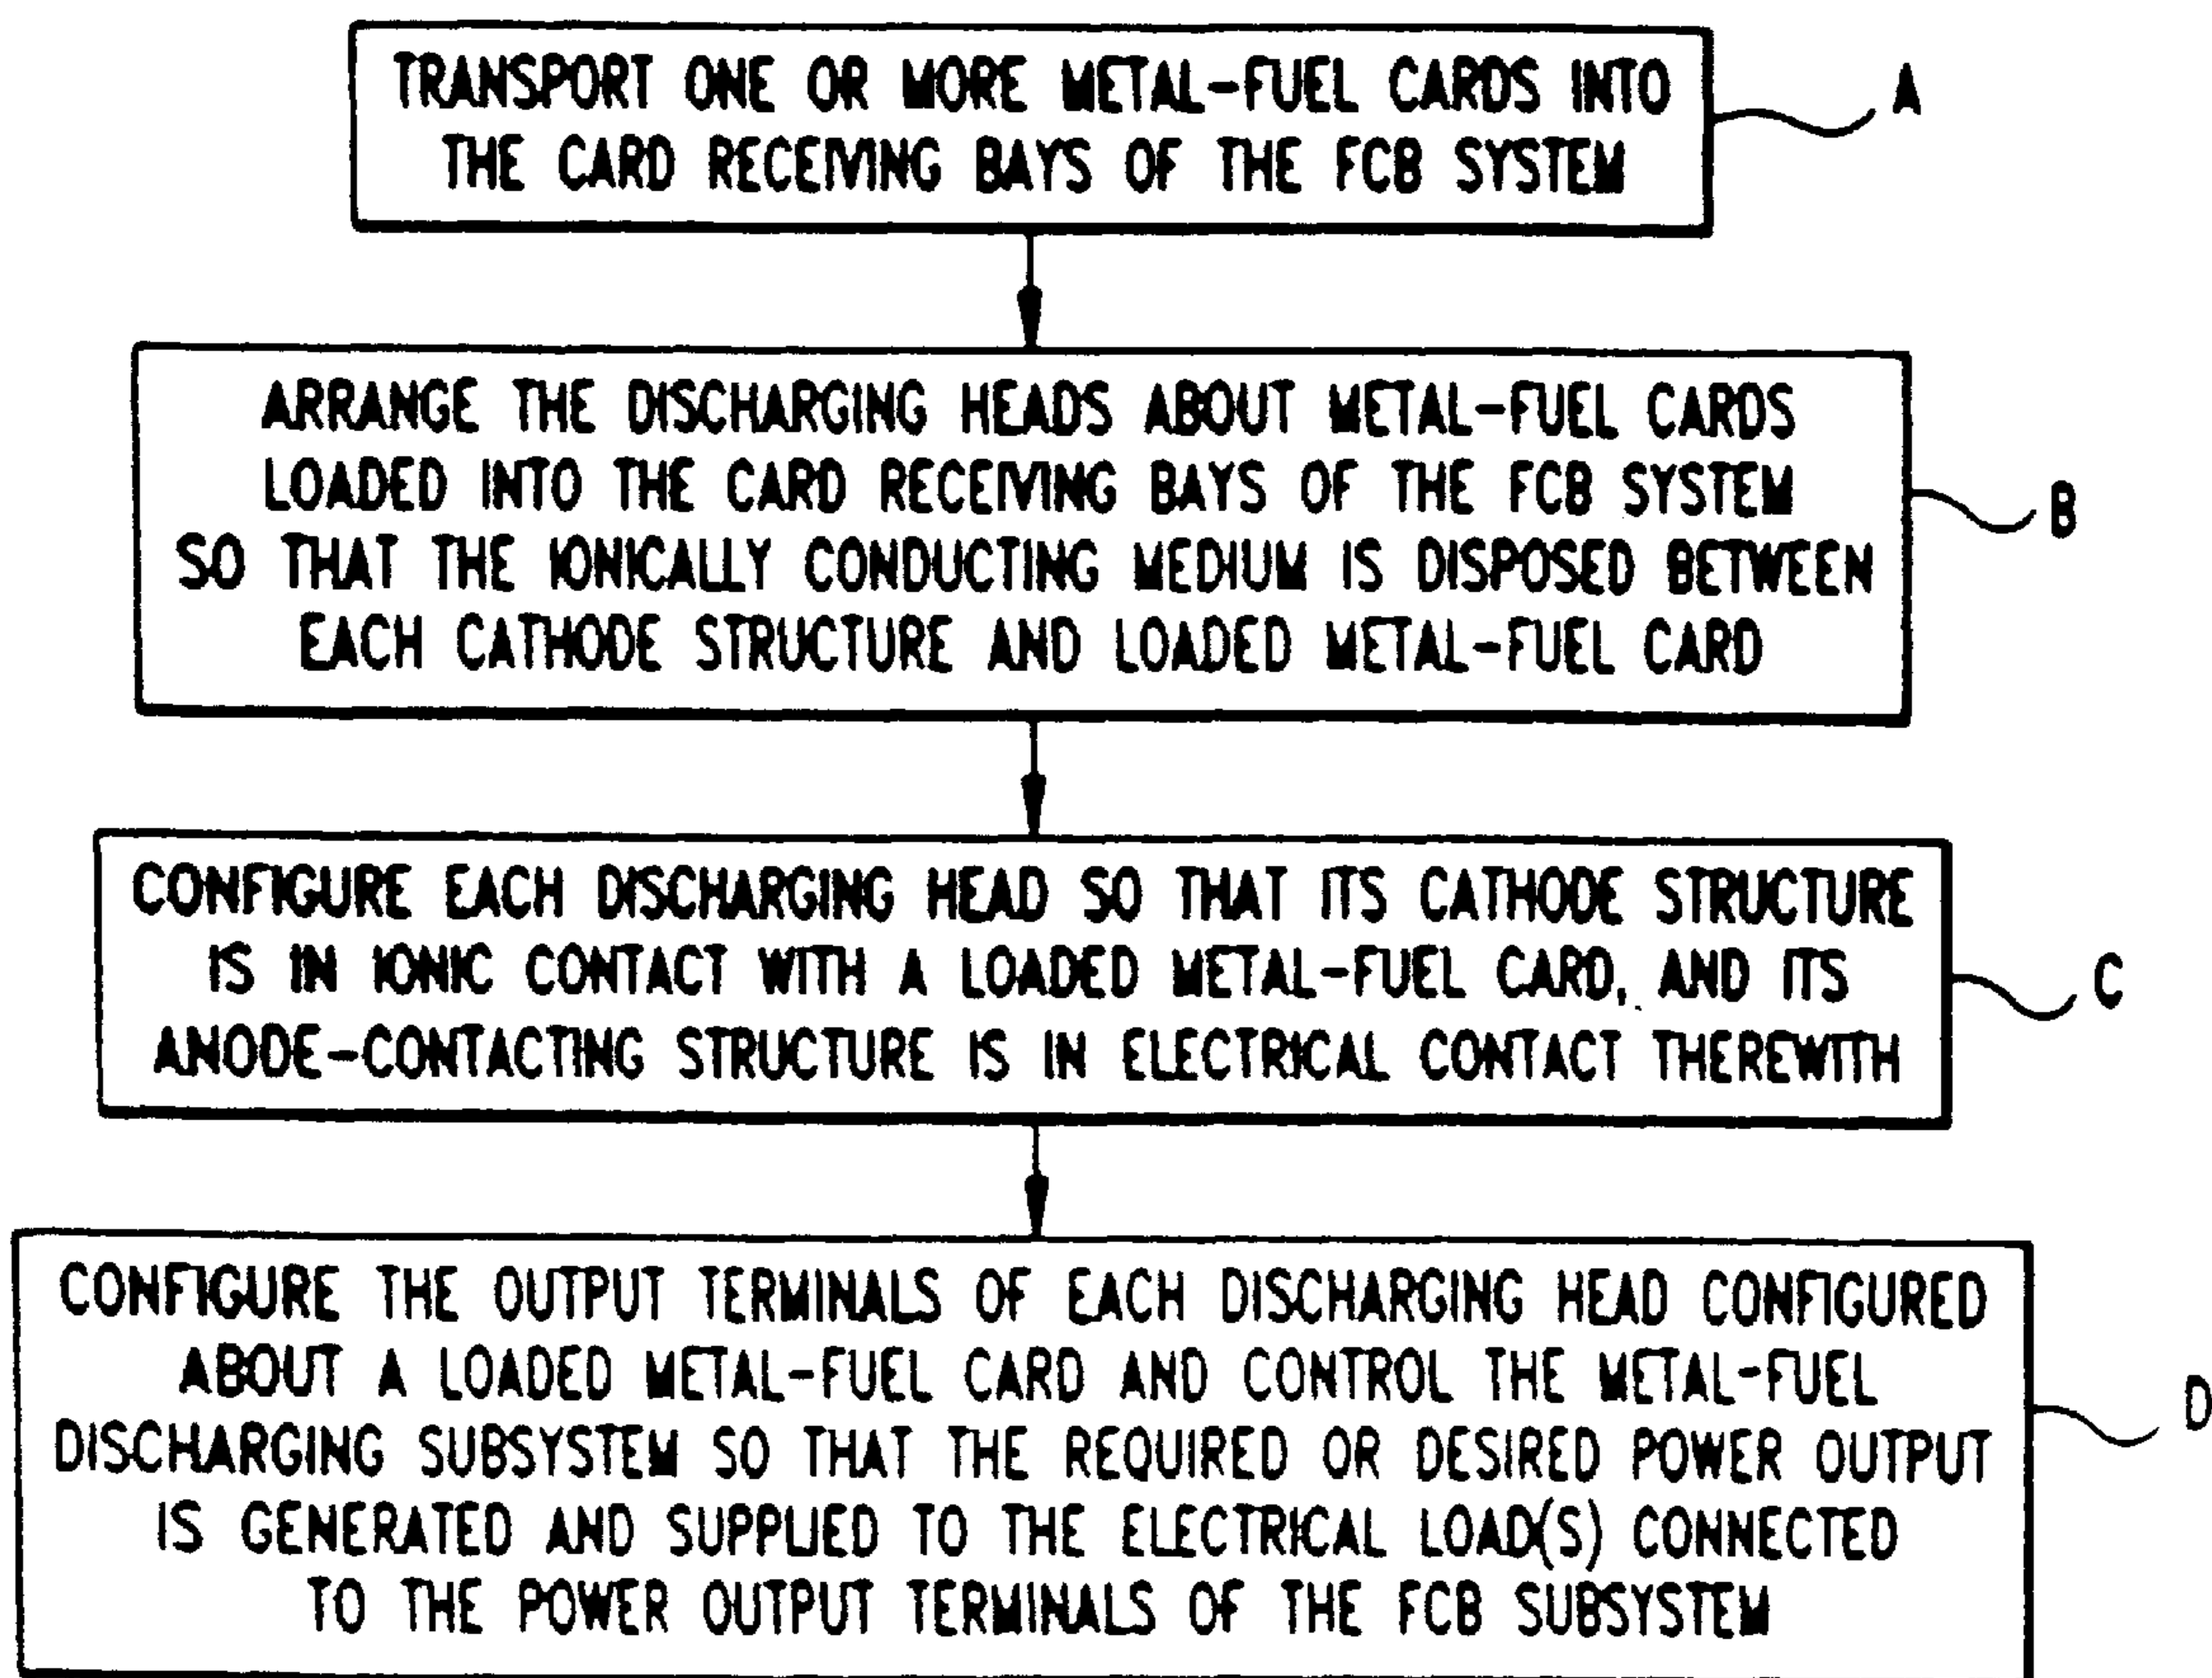 TRANSPORT ONE OR MORE METAL-FUEL CARDS INTO
THE CARD RECEIVING BAYS OF THE FCB SYSTEM
A
ARRANGE THE DISCHARGING HEADS ABOUT METAL-FUEL CARDS
LOADED INTO THE CARD RECEIVING BAYS OF THE FCB SYSTEM
SO THAT THE IONICALLY CONDUCTING MEDIUM IS DISPOSED BETWEEN
EACH CATHODE STRUCTURE AND LOADED METAL-FUEL CARD
B
CONFIGURE EACH DISCHARGING HEAD SO THAT ITS CATHODE STRUCTURE
IS IN IONIC CONTACT WITH A LOADED METAL-FUEL CARD, AND ITS
ANODE-CONTACTING STRUCTURE IS IN ELECTRICAL CONTACT THEREWITH
C
CONFIGURE THE OUTPUT TERMINALS OF EACH DISCHARGING HEAD CONFIGURED
ABOUT A LOADED METAL-FUEL CARD AND CONTROL THE METAL-FUEL
DISCHARGING SUBSYSTEM SO THAT THE REQUIRED OR DESIRED POWER OUTPUT
IS GENERATED AND SUPPLIED TO THE ELECTRICAL LOAD(S) CONNECTED
TO THE POWER OUTPUT TERMINALS OF THE FCB SUBSYSTEM
D